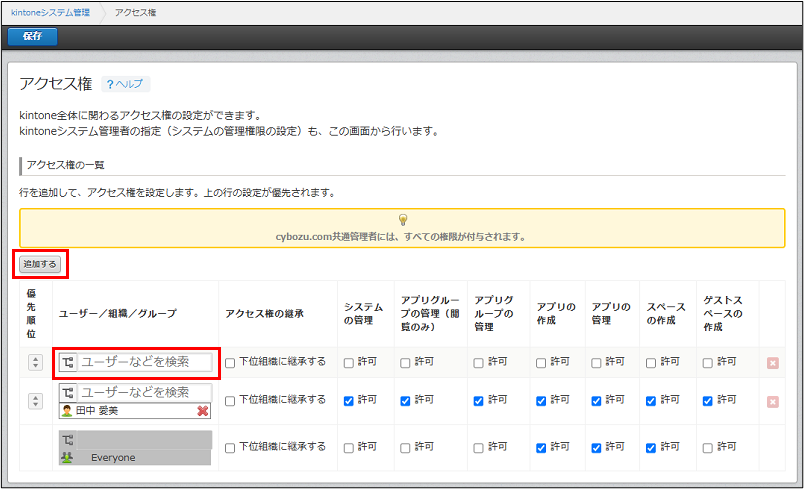 kintoneシステム管理 アクセス権
保存
アクセス権 ?ヘルプ
kintone全体に関わるアクセス権の設定ができます。
kintoneシステム管理者の指定（システムの管理権限の設定）も、この画面から行います。
アクセス権の一覧
行を追加して、アクセス権を設定します。上の行の設定が優先されます。
cybozu.com共通管理者には、すべての権限が付与されます。
追加する
優先順位 ユーザー／組織／グループ アクセス権の継承 システムの管理 アプリグループの管理（閲覧のみ） アプリグループの管理 アプリの作成 アプリの管理 スペースの作成 ゲストスペースの作成
ユーザーなどを検索 下位組織に継承する 許可 許可 許可 許可 許可 許可 許可
ユーザーなどを検索
田中 愛美 下位組織に継承する 許可 許可 許可 許可 許可 許可 許可
Everyone 下位組織に継承する 許可 許可 許可 許可 許可 許可 許可